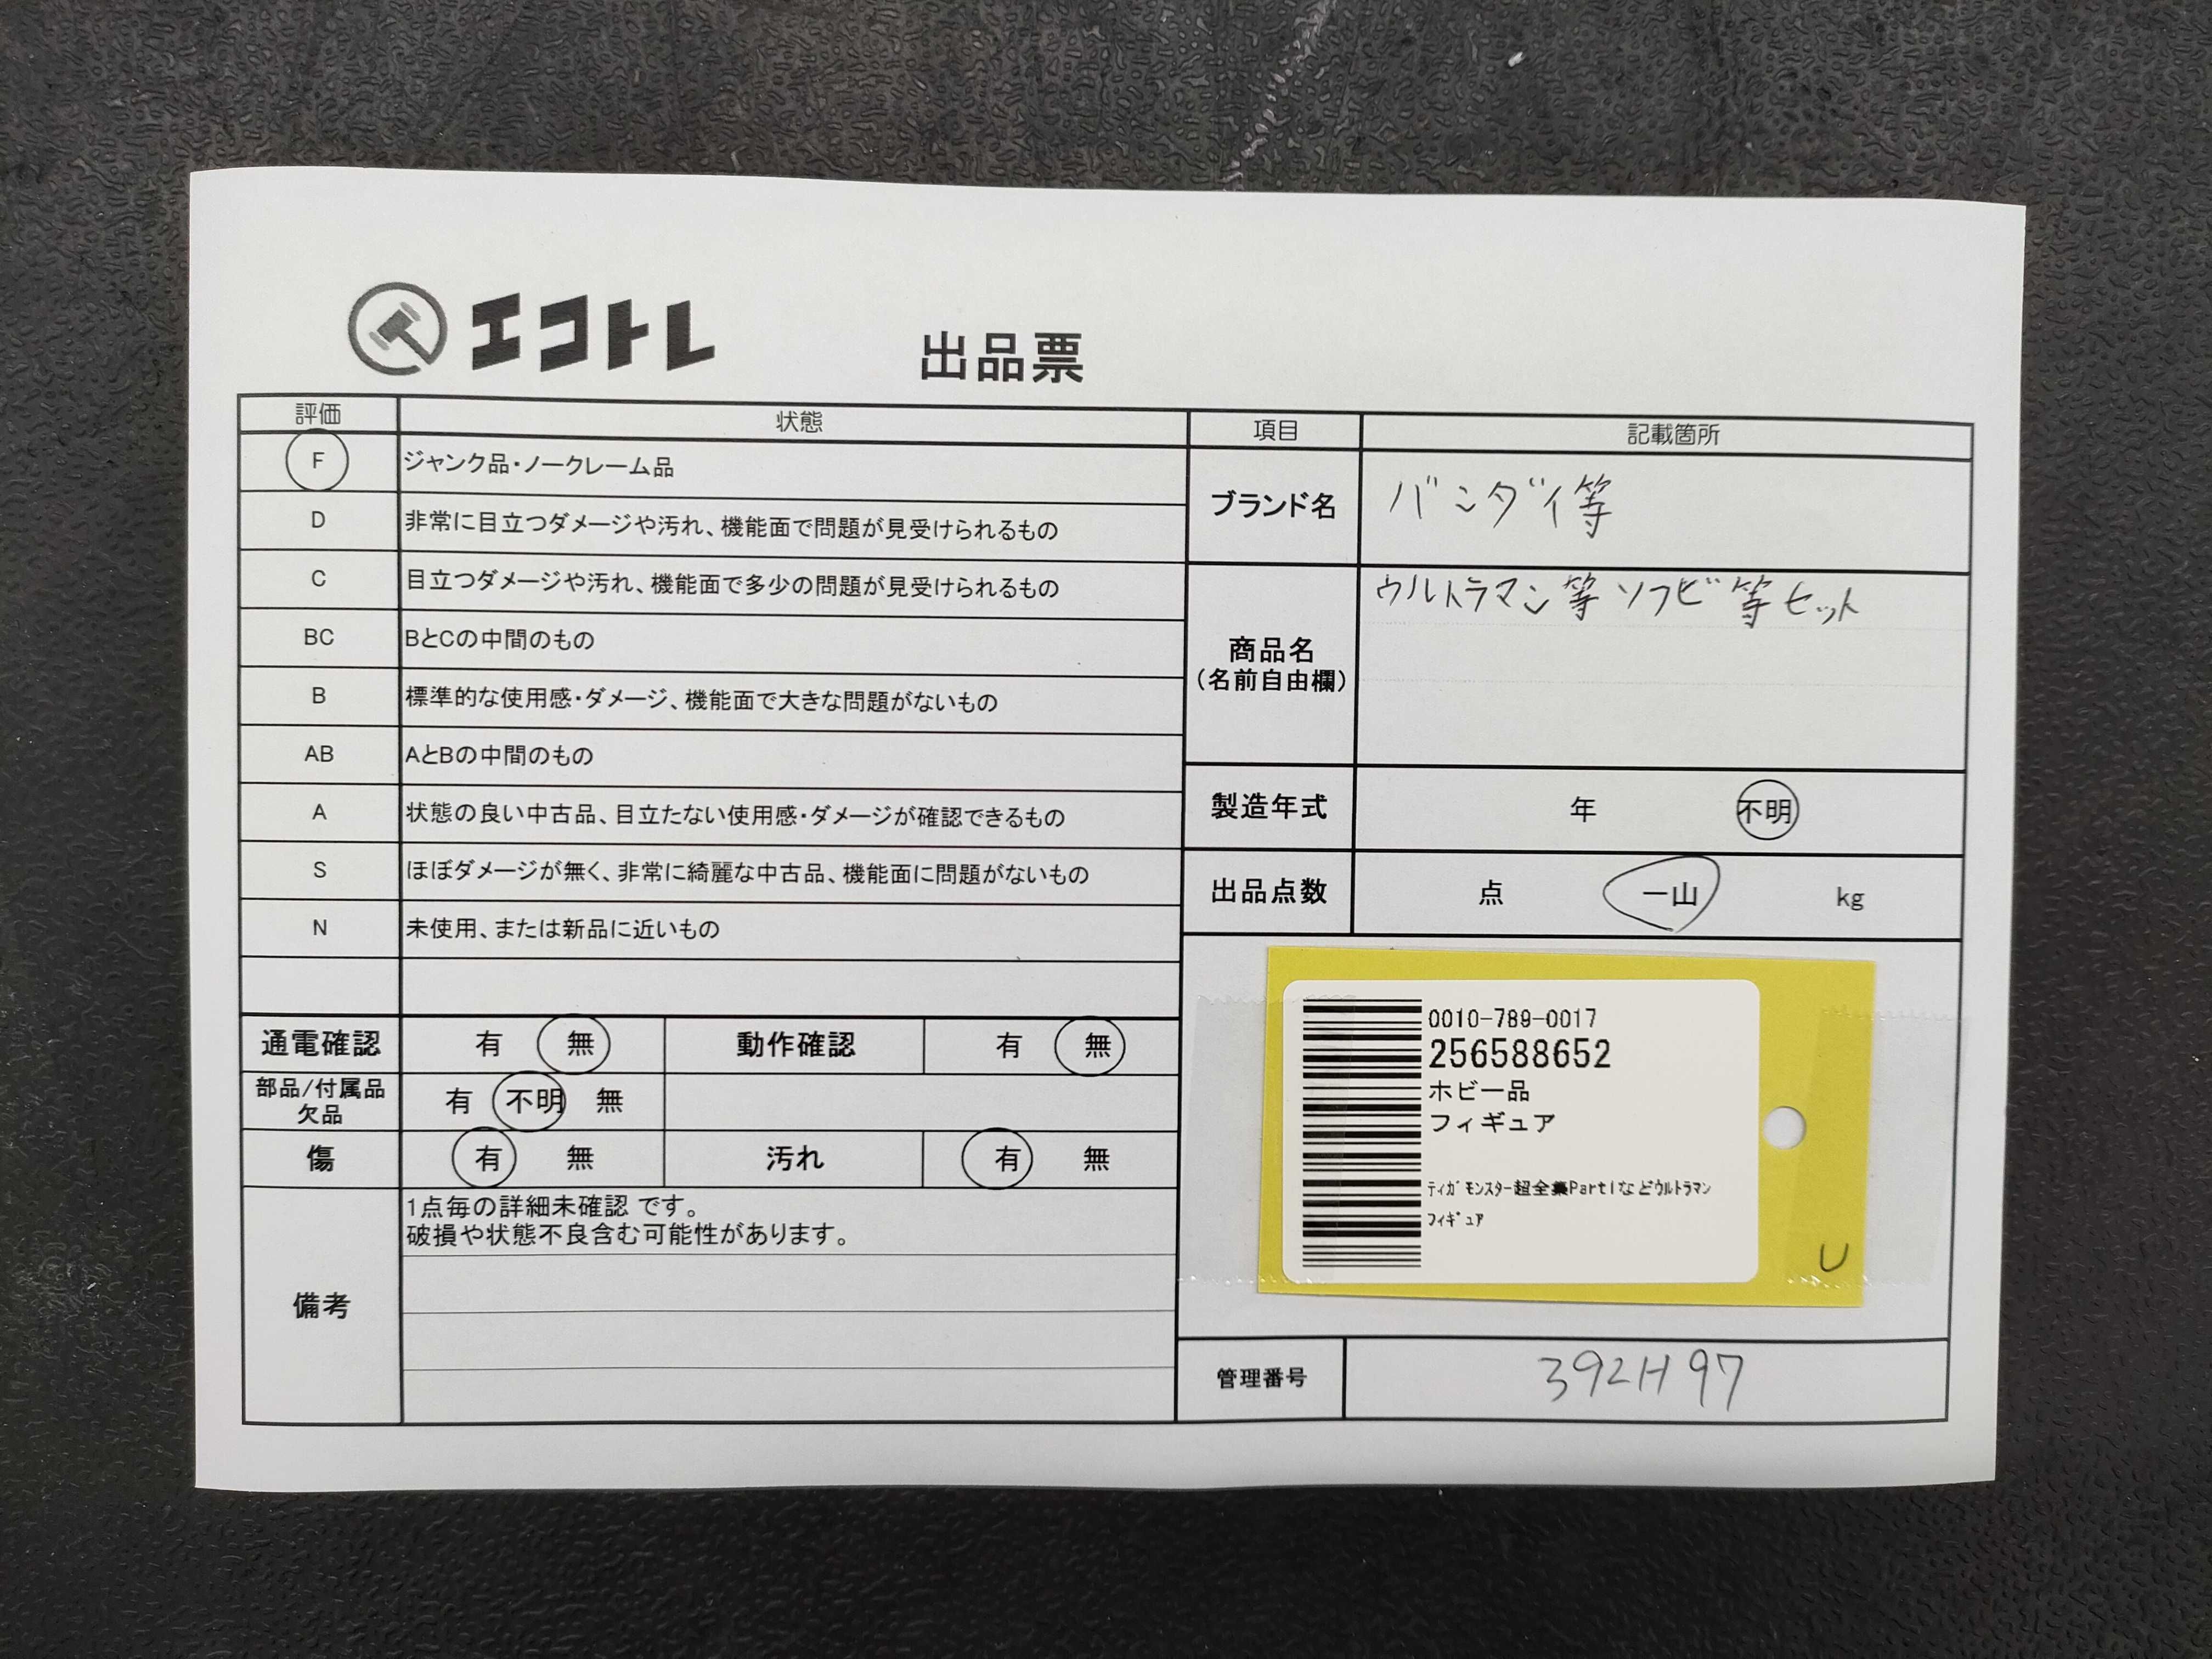 エコトレ
出品票
評価 状態
F ジャンク品・ノークレーム品
D 非常に目立つダメージや汚れ、機能面で問題が見受けられるもの
C 目立つダメージや汚れ、機能面で多少の問題が見受けられるもの
BC BとCの中間のもの
B 標準的な使用感・ダメージ、機能面で大きな問題がないもの
AB AとBの中間のもの
A 状態の良い中古品、目立たない使用感・ダメージが確認できるもの
S ほぼダメージが無く、非常に綺麗な中古品、機能面に問題がないもの
N 未使用、または新品に近いもの
通電確認 有 無 動作確認 有 無
部品/付属品
欠品 有 不明 無
傷 有 無 汚れ 有 無
備考
1点毎の詳細未確認 です。
破損や状態不良含む可能性があります。
項目 記載箇所
ブランド名 バンダイ等
商品名
(名前自由欄)
ウルトラマン等ソフビ等セット
製造年式 年 不明
出品点数 点 一山 kg
0010-789-0017
256588652
ホビー品
フィギュア
ﾃｨｶﾞﾓﾝｽﾀｰ超全集Part1などｳﾙﾄﾗﾏﾝ
ﾌｨｷﾞｭｱ
U
管理番号 392H97